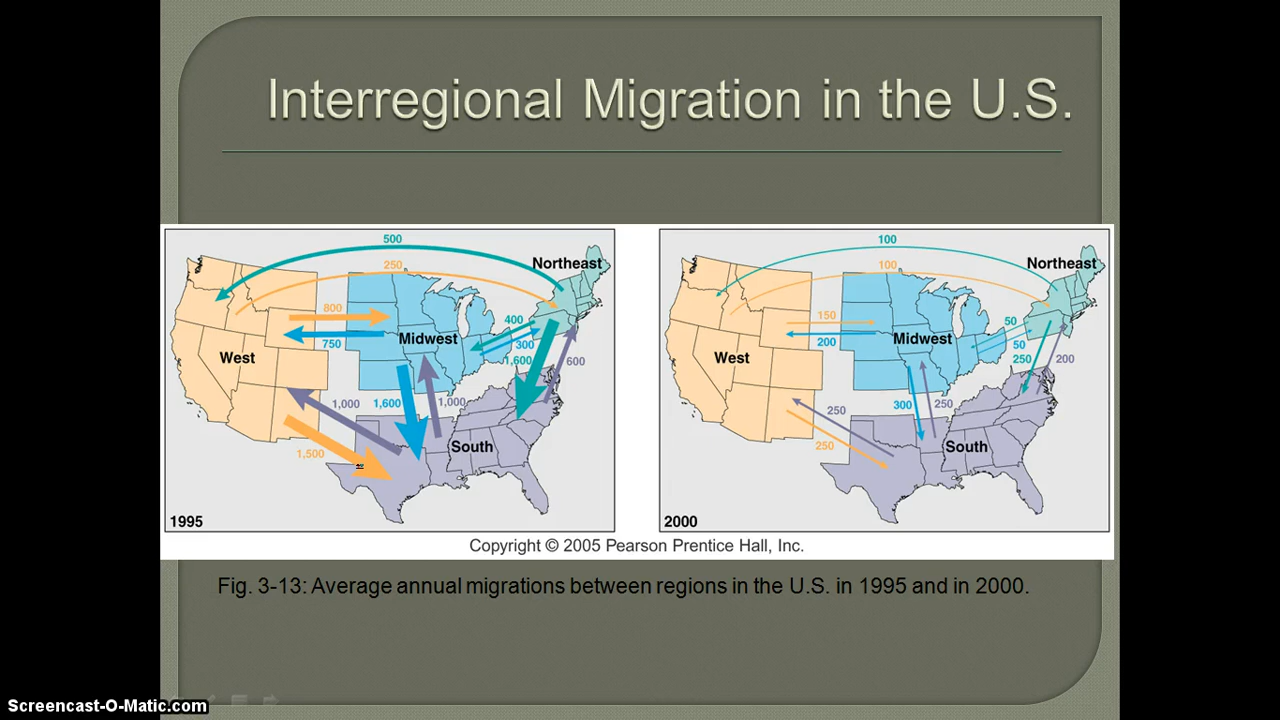 Interregional Migration in the U.S.
500
250
Northeast
800
750
Midwest
400
300
1,600
600
West
1,000
1,600
1,000
1,500
South
1995
100
100
Northeast
150
200
Midwest
50
50
250
200
West
250
300
250
250
South
2000
Copyright © 2005 Pearson Prentice Hall, Inc.
Fig. 3-13: Average annual migrations between regions in the U.S. in 1995 and in 2000.
Screencast-O-Matic.com